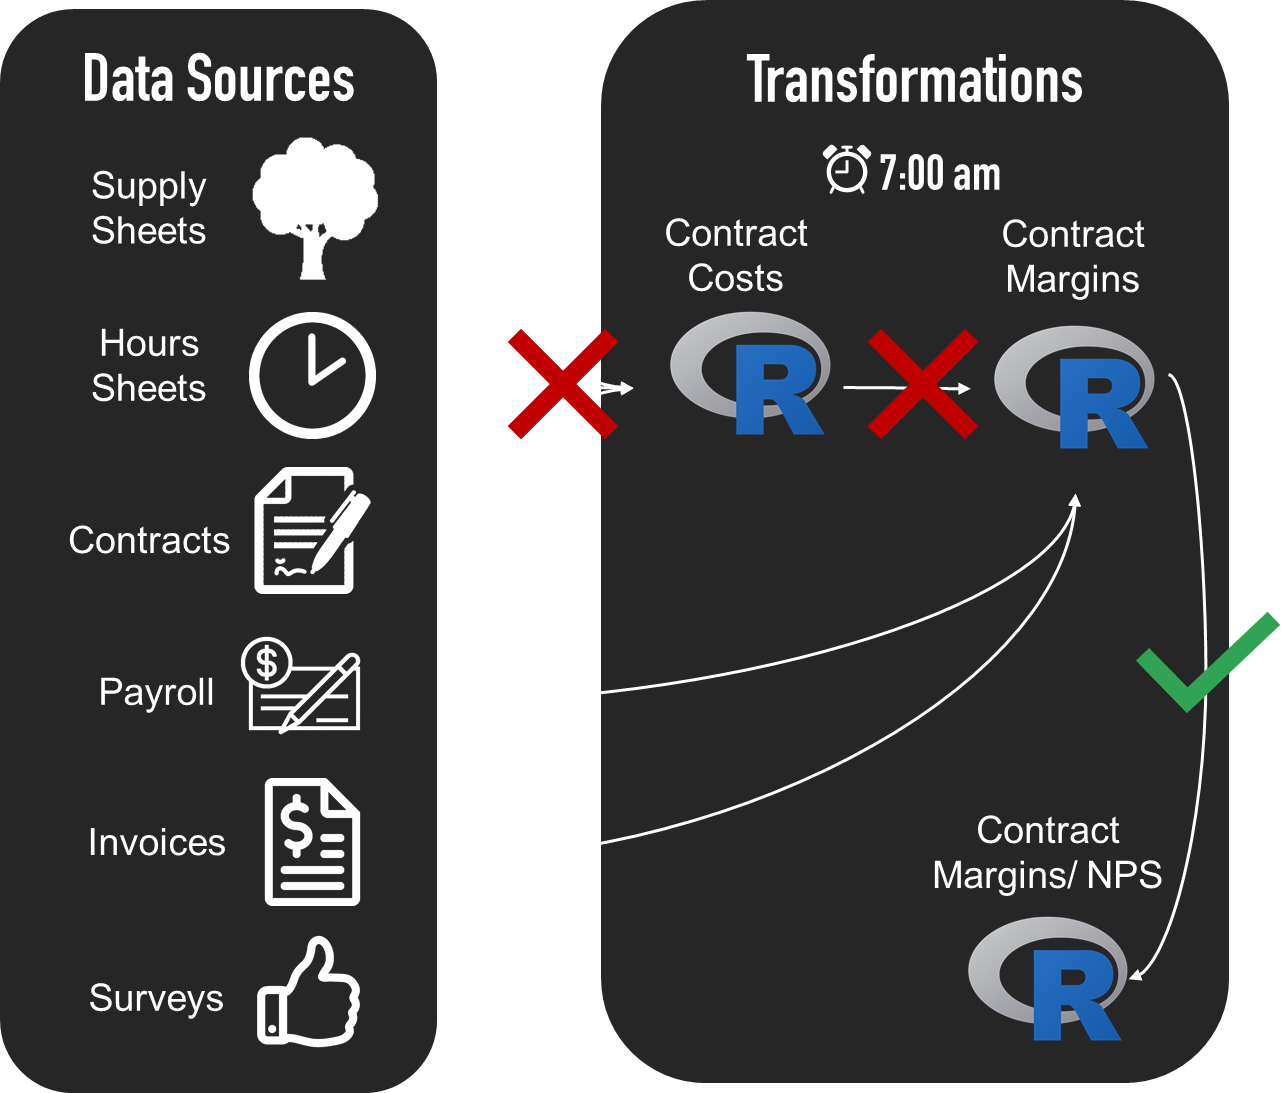 Data Sources
Supply
Sheets
Hours
Sheets
Contracts
$
Payroll
$
Invoices
Surveys
Transformations
7:00 am
Contract
Costs
Contract
Margins
R
R
Contract
Margins/ NPS
R